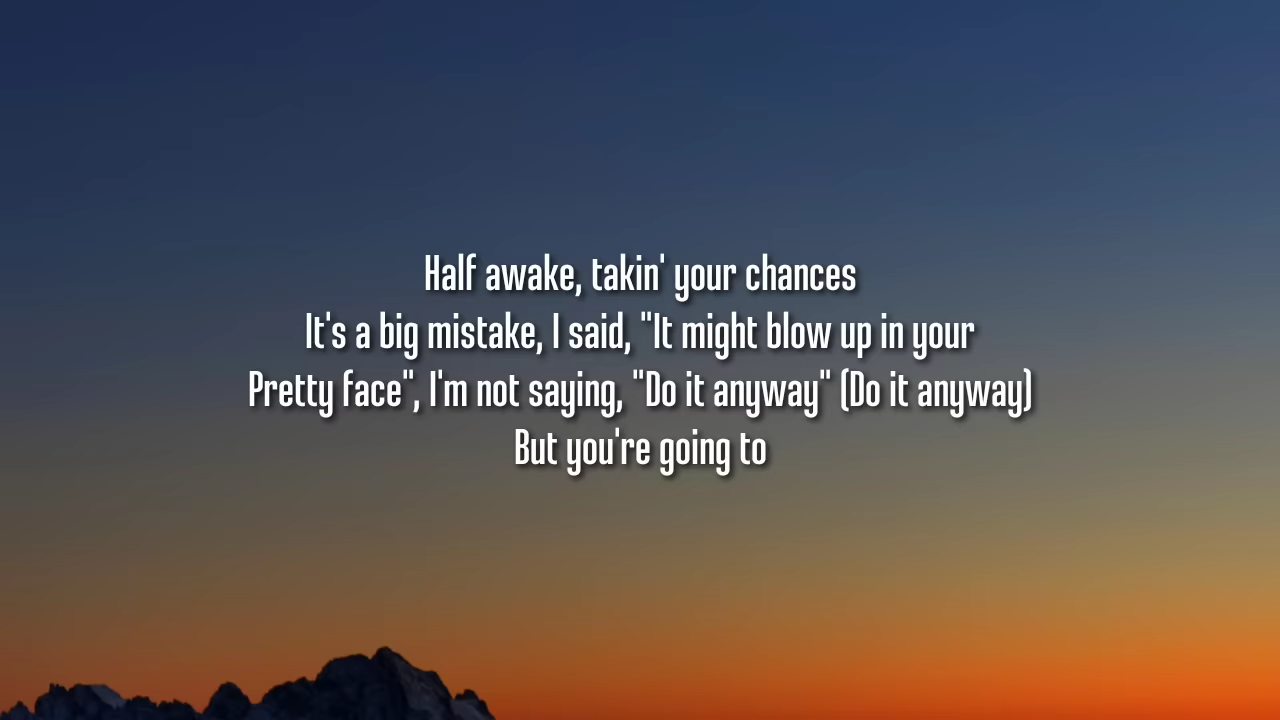 Half awake, takin' your chances
It's a big mistake, I said, "It might blow up in your
Pretty face", I'm not saying, "Do it anyway" (Do it anyway)
But you're going to